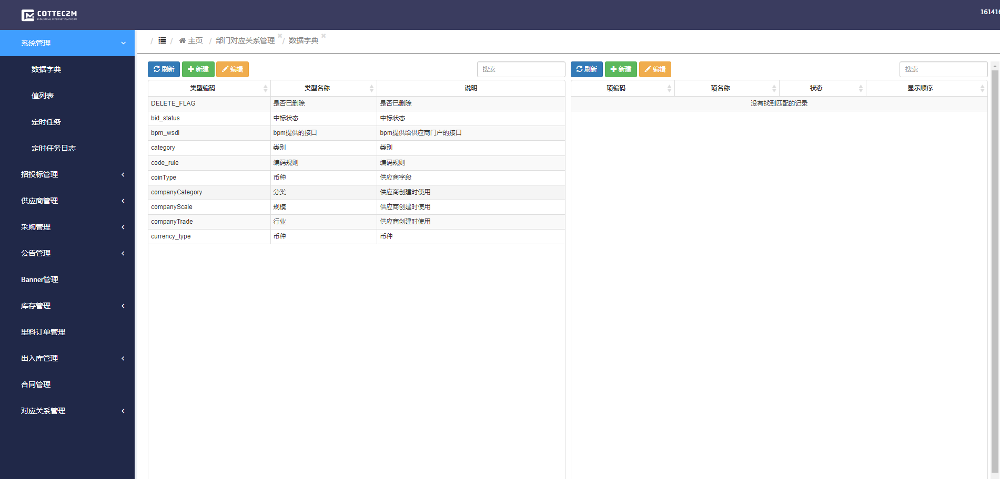 COTTEC2M
INDUSTRIAL INTERNET PLATFORM
16141
系统管理
数据字典
值列表
定时任务
定时任务日志
招投标管理
供应商管理
采购管理
公告管理
Banner管理
库存管理
里料订单管理
出入库管理
合同管理
对应关系管理
/ / 主页 / 部门对应关系管理 / 数据字典
刷新 新建 编辑 搜索
类型编码 类型名称 说明
DELETE_FLAG 是否已删除 是否已删除
bid_status 中标状态 中标状态
bpm_wsdl bpm提供的接口 bpm提供给供应商门户的接口
category 类别 类别
code_rule 编码规则 编码规则
coinType 币种 供应商字段
companyCategory 分类 供应商创建时使用
companyScale 规模 供应商创建时使用
companyTrade 行业 供应商创建时使用
currency_type 币种 币种
刷新 新建 编辑 搜索
项编码 项名称 状态 显示顺序
没有找到匹配的记录